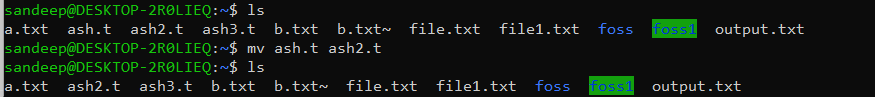 sandeep@DESKTOP-2R0LIEQ:~$ ls
a.txt  ash.t  ash2.t  ash3.t  b.txt  b.txt~  file.txt  file1.txt  foss  foss1  output.txt
sandeep@DESKTOP-2R0LIEQ:~$ mv ash.t ash2.t
sandeep@DESKTOP-2R0LIEQ:~$ ls
a.txt  ash2.t  ash3.t  b.txt  b.txt~  file.txt  file1.txt  foss  foss1  output.txt